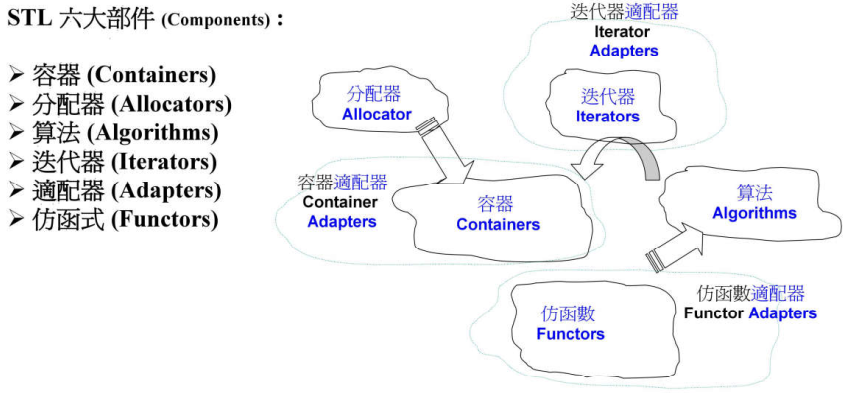 STL 六大部件 (Components) :
➢ 容器 (Containers)
➢ 分配器 (Allocators)
➢ 算法 (Algorithms)
➢ 迭代器 (Iterators)
➢ 適配器 (Adapters)
➢ 仿函式 (Functors)
迭代器適配器
Iterator
Adapters
分配器
Allocator
迭代器
Iterators
容器適配器
Container
Adapters
容器
Containers
算法
Algorithms
仿函數
Functors
仿函數適配器
Functor Adapters